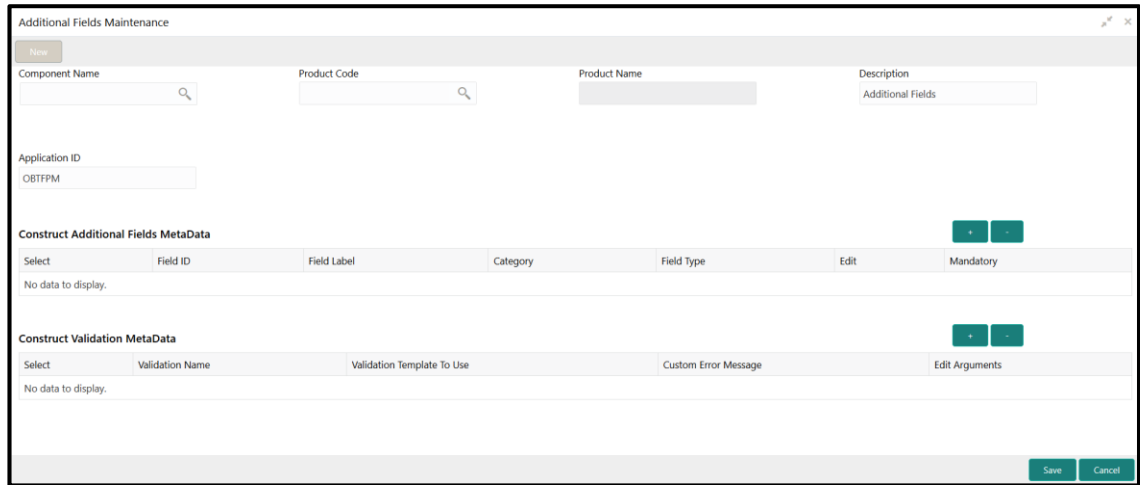 Additional Fields Maintenance
New
Component Name Product Code Product Name Description
Additional Fields
Application ID
OBTFPM
Construct Additional Fields MetaData + -
Select Field ID Field Label Category Field Type Edit Mandatory
No data to display.
Construct Validation MetaData + -
Select Validation Name Validation Template To Use Custom Error Message Edit Arguments
No data to display.
Save Cancel